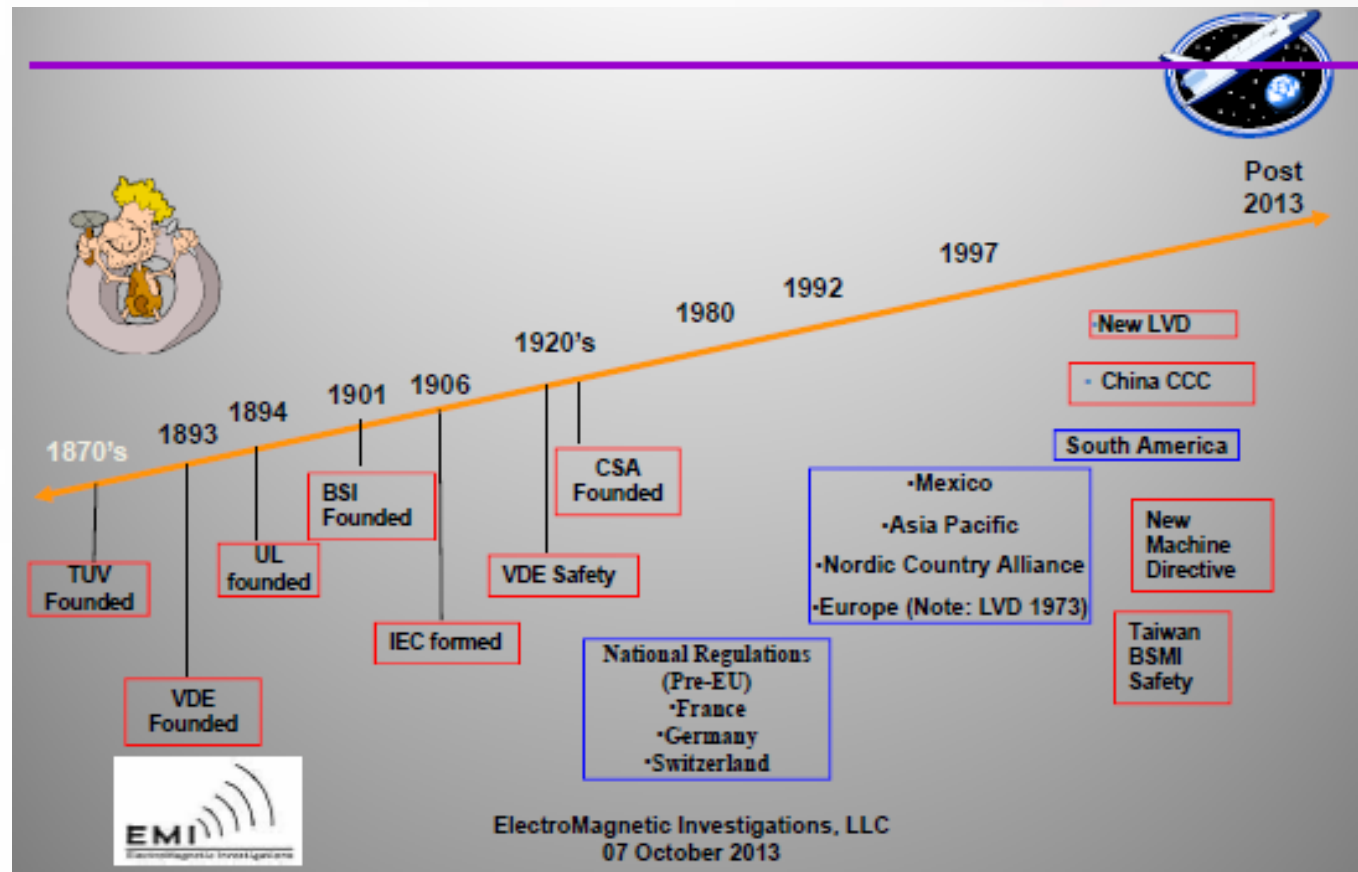 Post
2013
1997
1992
1980
1920's
1906
1901
1894
1893
1870's
·New LVD
· China CCC
South America
·Mexico
·Asia Pacific
·Nordic Country Alliance
·Europe (Note: LVD 1973)
New
Machine
Directive
Taiwan
BSMI
Safety
CSA
Founded
VDE Safety
BSI
Founded
UL
founded
TUV
Founded
IEC formed
VDE
Founded
National Regulations
(Pre-EU)
·France
·Germany
·Switzerland
EMI
ElectroMagnetic Investigations
ElectroMagnetic Investigations, LLC
07 October 2013